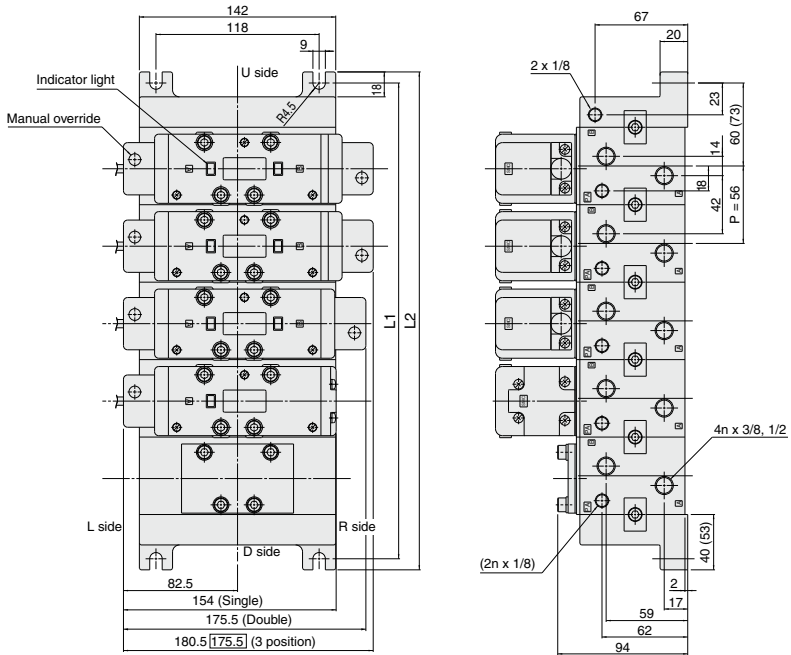 142
118
9
U side
18
R4.5
Indicator light
Manual override
L1
L2
L side
R side
D side
82.5
154 (Single)
175.5 (Double)
180.5 175.5 (3 position)
67
20
2 x 1/8
23
60 (73)
14
18
42
P = 56
4n x 3/8, 1/2
(2n x 1/8)
40 (53)
2
17
59
62
94